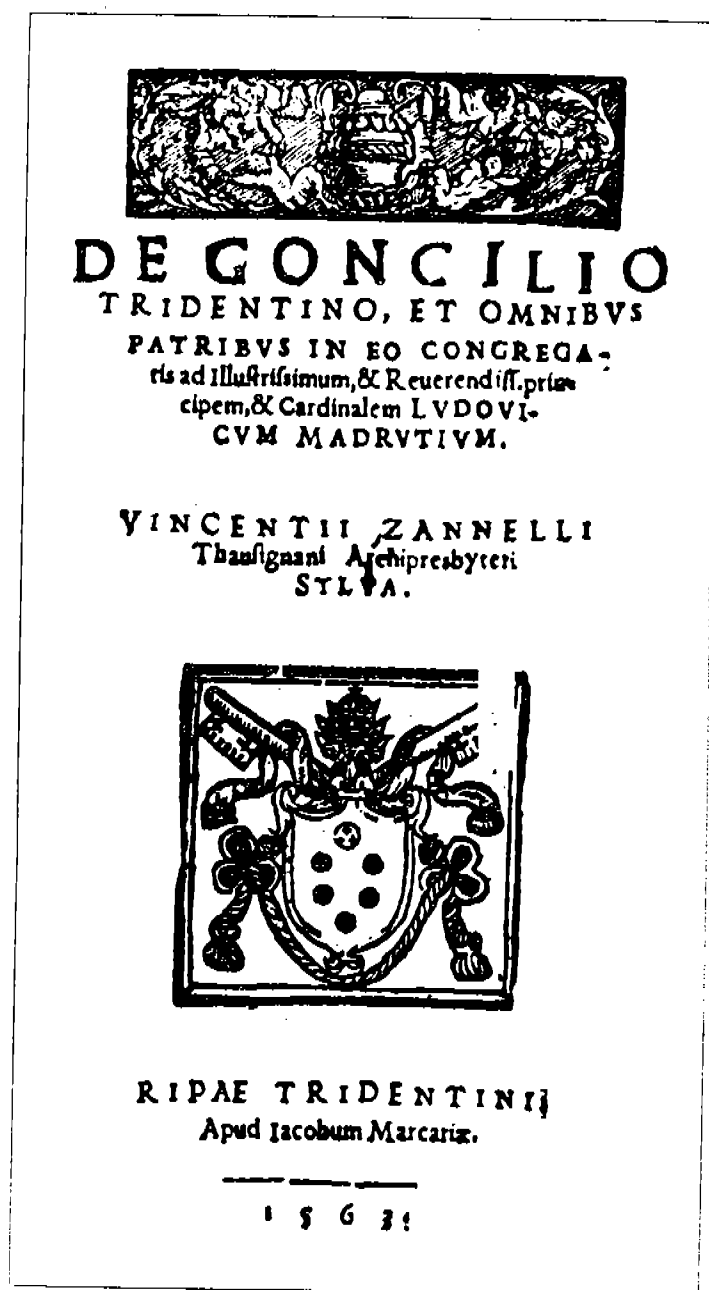 DE CONCILIO
TRIDENTINO, ET OMNIBVS
PATRIBVS IN EO CONGREGA-
tis ad Illuſtriſsimum, & Reuerendiſſ. prin-
cipem, & Cardinalem LVDOVI-
CVM MADRVTIVM.
VINCENTII ZANNELLI
Thauſignani Archipresbyteri
SYLVA.
RIPAE TRIDENTINI
Apud Iacobum Marcariæ.
1563